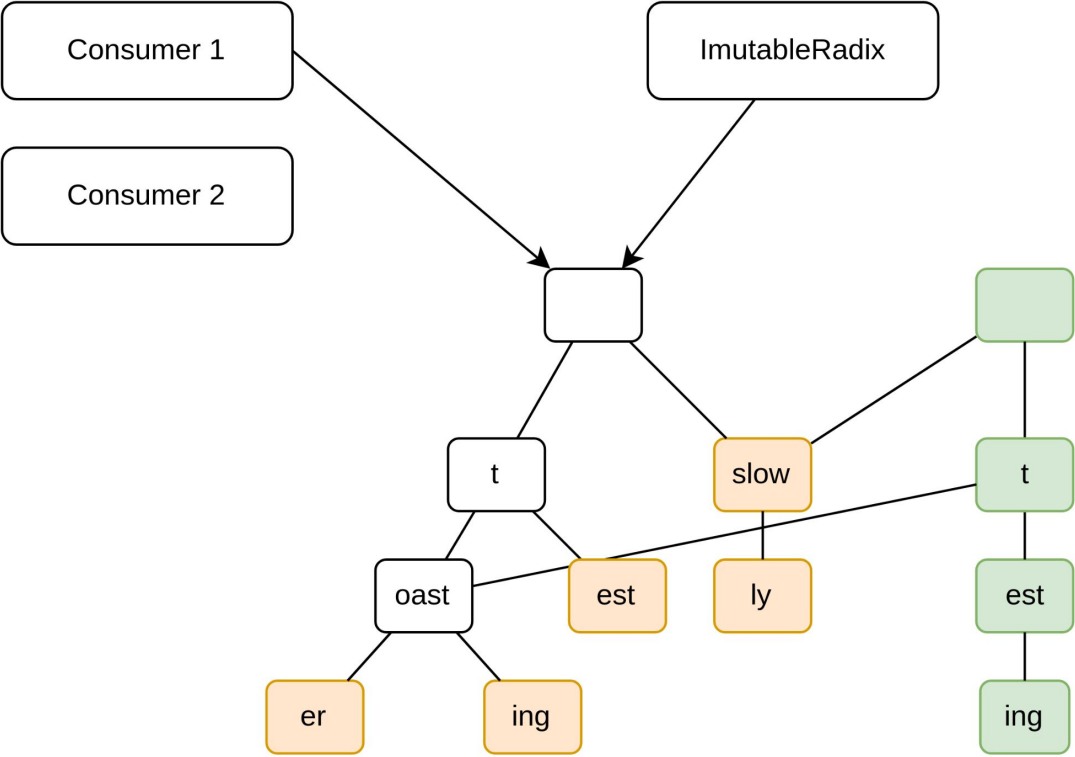 Consumer 1
ImutableRadix
Consumer 2
t
slow
t
oast
est
ly
est
er
ing
ing